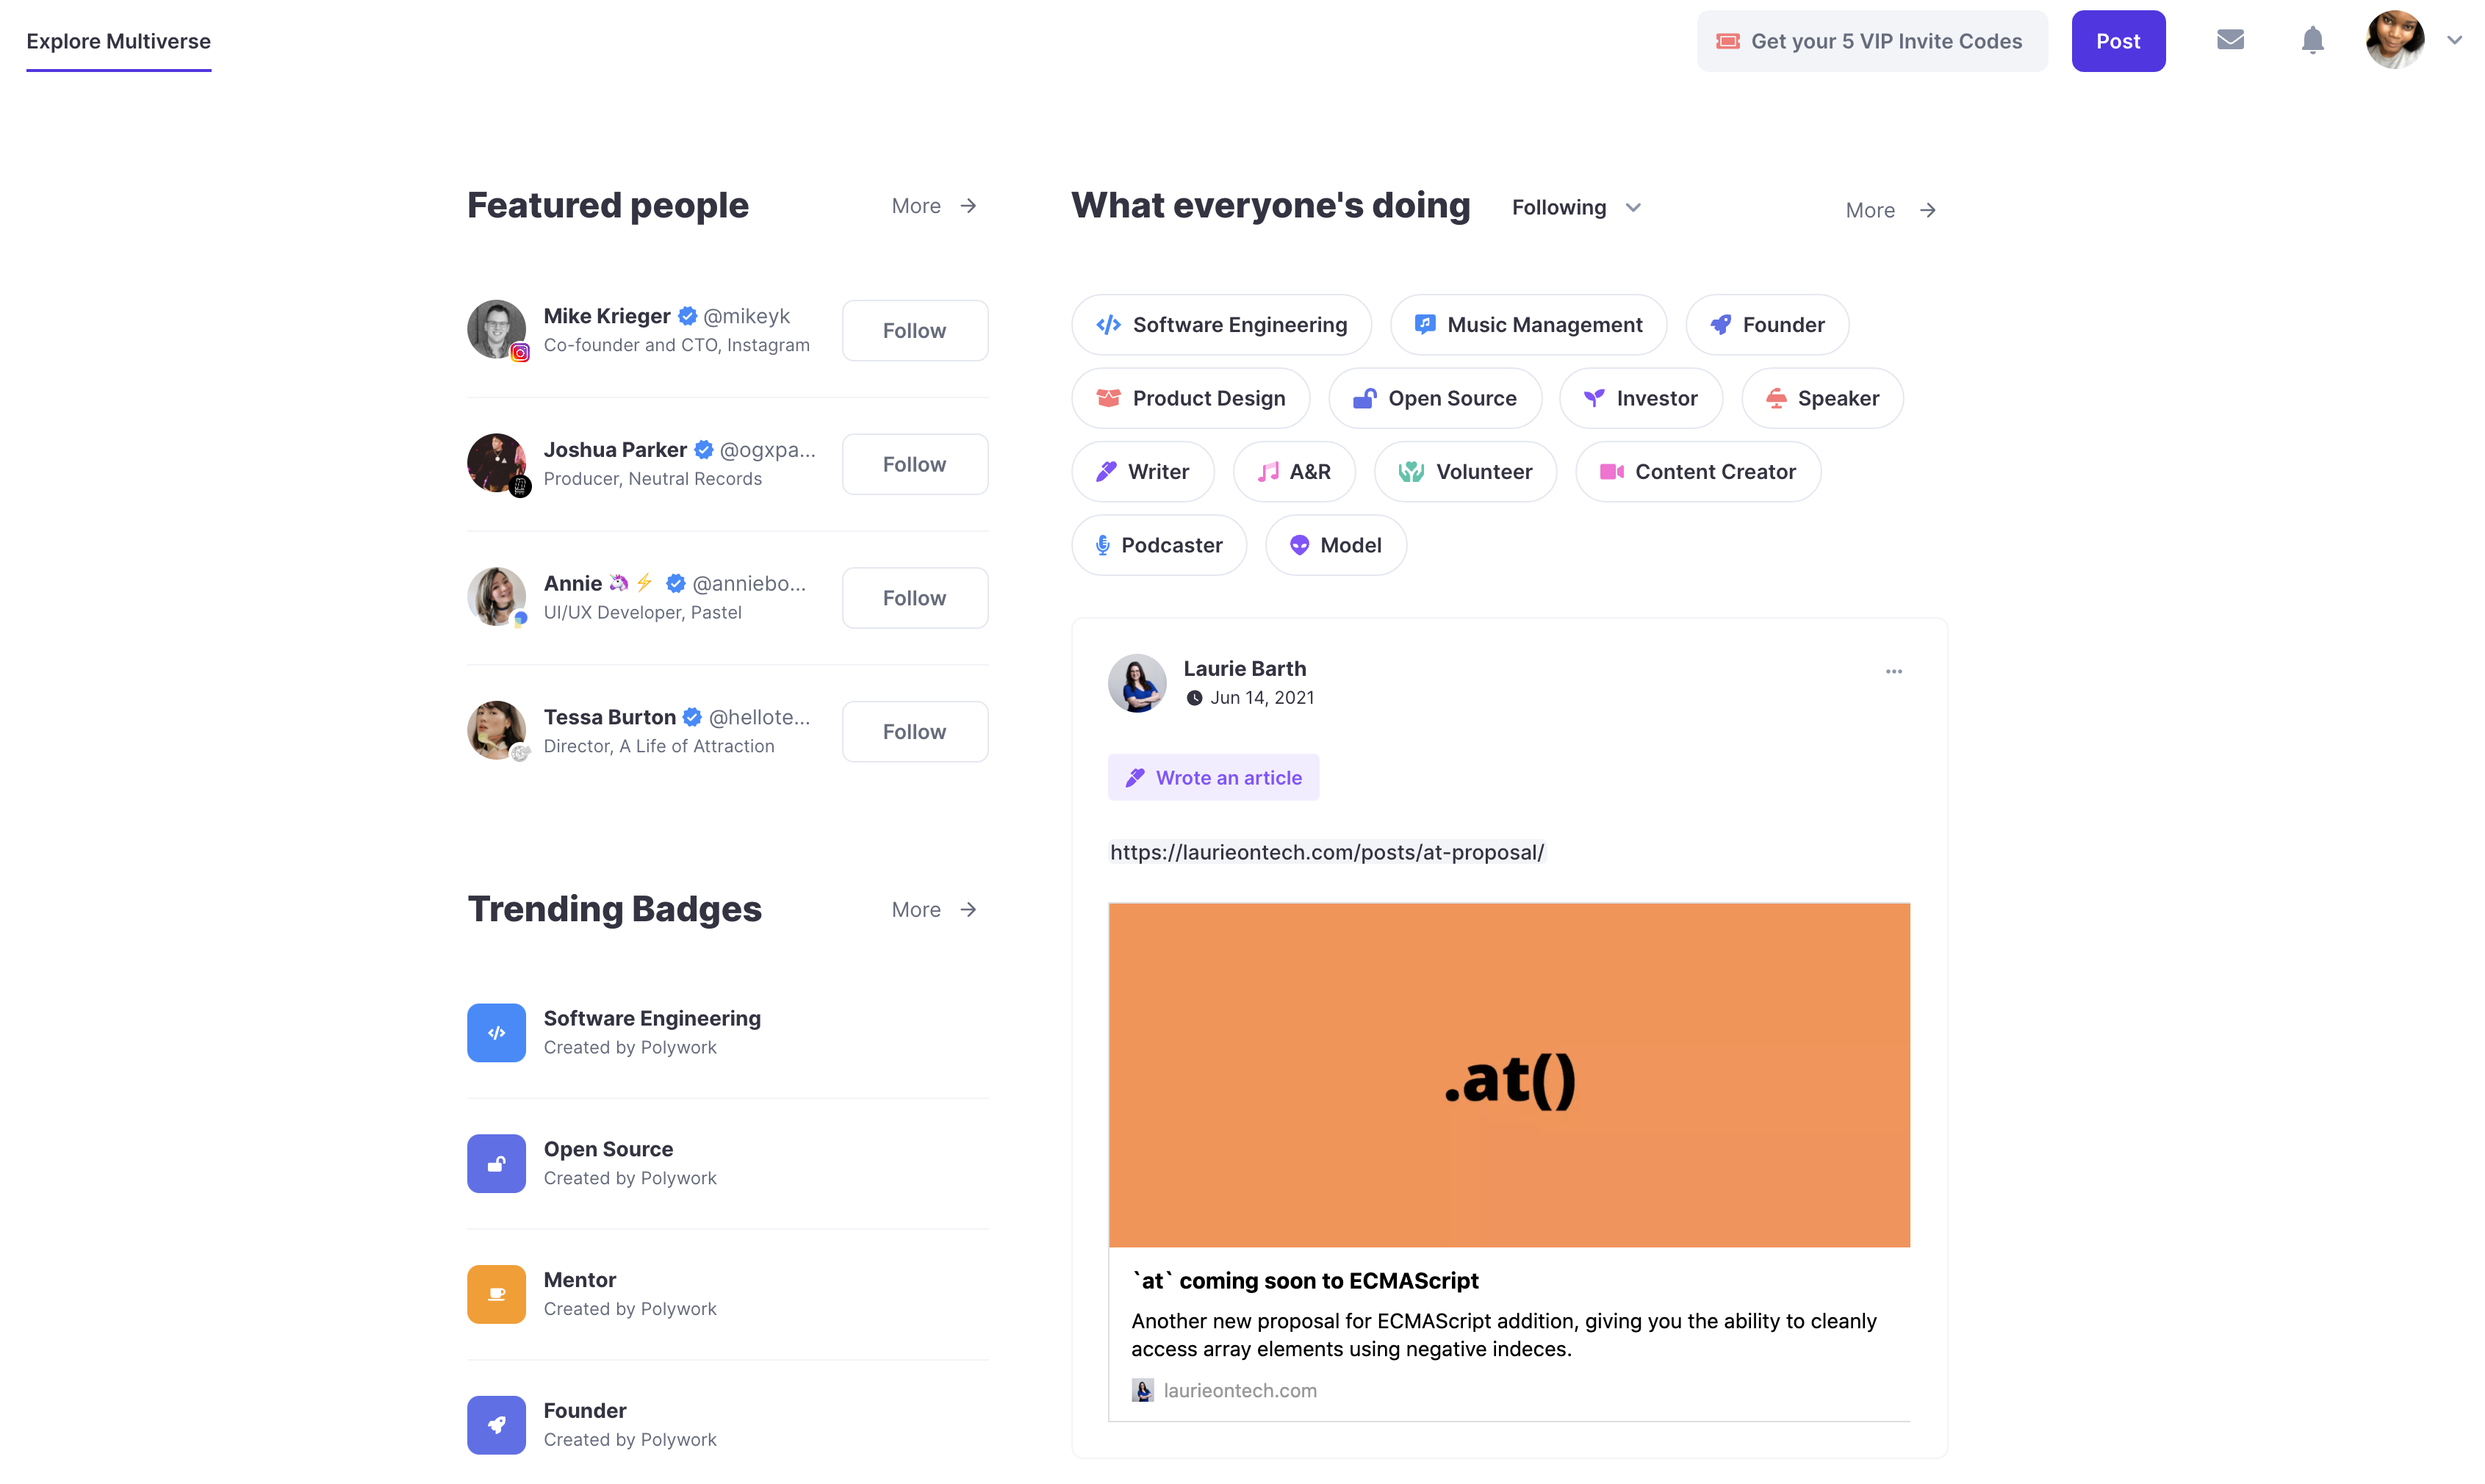 Explore Multiverse
Get your 5 VIP Invite Codes
Post
Featured people
More
Mike Krieger @mikeyk
Co-founder and CTO, Instagram
Follow
Joshua Parker @ogxpa...
Producer, Neutral Records
Follow
Annie 🦄⚡ @anniebo...
UI/UX Developer, Pastel
Follow
Tessa Burton @hellote...
Director, A Life of Attraction
Follow
Trending Badges
More
Software Engineering
Created by Polywork
Open Source
Created by Polywork
Mentor
Created by Polywork
Founder
Created by Polywork
What everyone's doing
Following
More
Software Engineering
Music Management
Founder
Product Design
Open Source
Investor
Speaker
Writer
A&R
Volunteer
Content Creator
Podcaster
Model
Laurie Barth
Jun 14, 2021
Wrote an article
https://laurieontech.com/posts/at-proposal/
.at()
`at` coming soon to ECMAScript
Another new proposal for ECMAScript addition, giving you the ability to cleanly
access array elements using negative indeces.
laurieontech.com